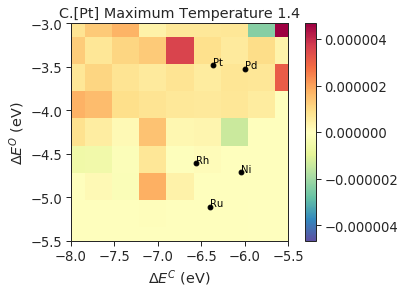 C.[Pt] Maximum Temperature 1.4
−3.0
−3.5
−4.0
−4.5
−5.0
−5.5
ΔE^O (eV)
Pt
Pd
Rh
Ni
Ru
−8.0 −7.5 −7.0 −6.5 −6.0 −5.5
ΔE^C (eV)
0.000004
0.000002
0.000000
−0.000002
−0.000004